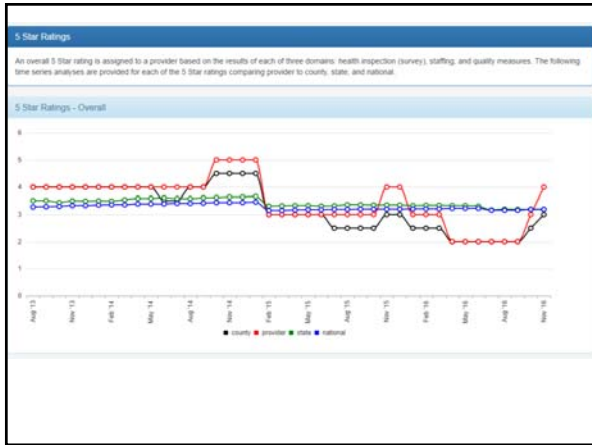 5 Star Ratings
An overall 5 Star rating is assigned to a provider based on the results of each of three domains: health inspection (survey), staffing, and quality measures. The following
time series analyses are provided for each of the 5 Star ratings comparing provider to county, state, and national.
5 Star Ratings - Overall
6
5
4
3
2
1
0
Aug '13
Nov '13
Feb '14
May '14
Aug '14
Nov '14
Feb '15
May '15
Aug '15
Nov '15
Feb '16
May '16
Aug '16
Nov '16
county provider state national